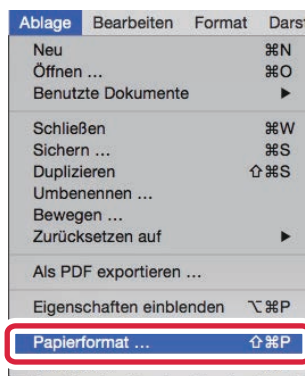 Ablage Bearbeiten Format Dars
Neu ⌘N
Öffnen ... ⌘O
Benutzte Dokumente ▶
Schließen ⌘W
Sichern ... ⌘S
Duplizieren ⇧⌘S
Umbenennen ...
Bewegen ...
Zurücksetzen auf ▶
Als PDF exportieren ...
Eigenschaften einblenden ⌥⌘P
Papierformat ... ⇧⌘P